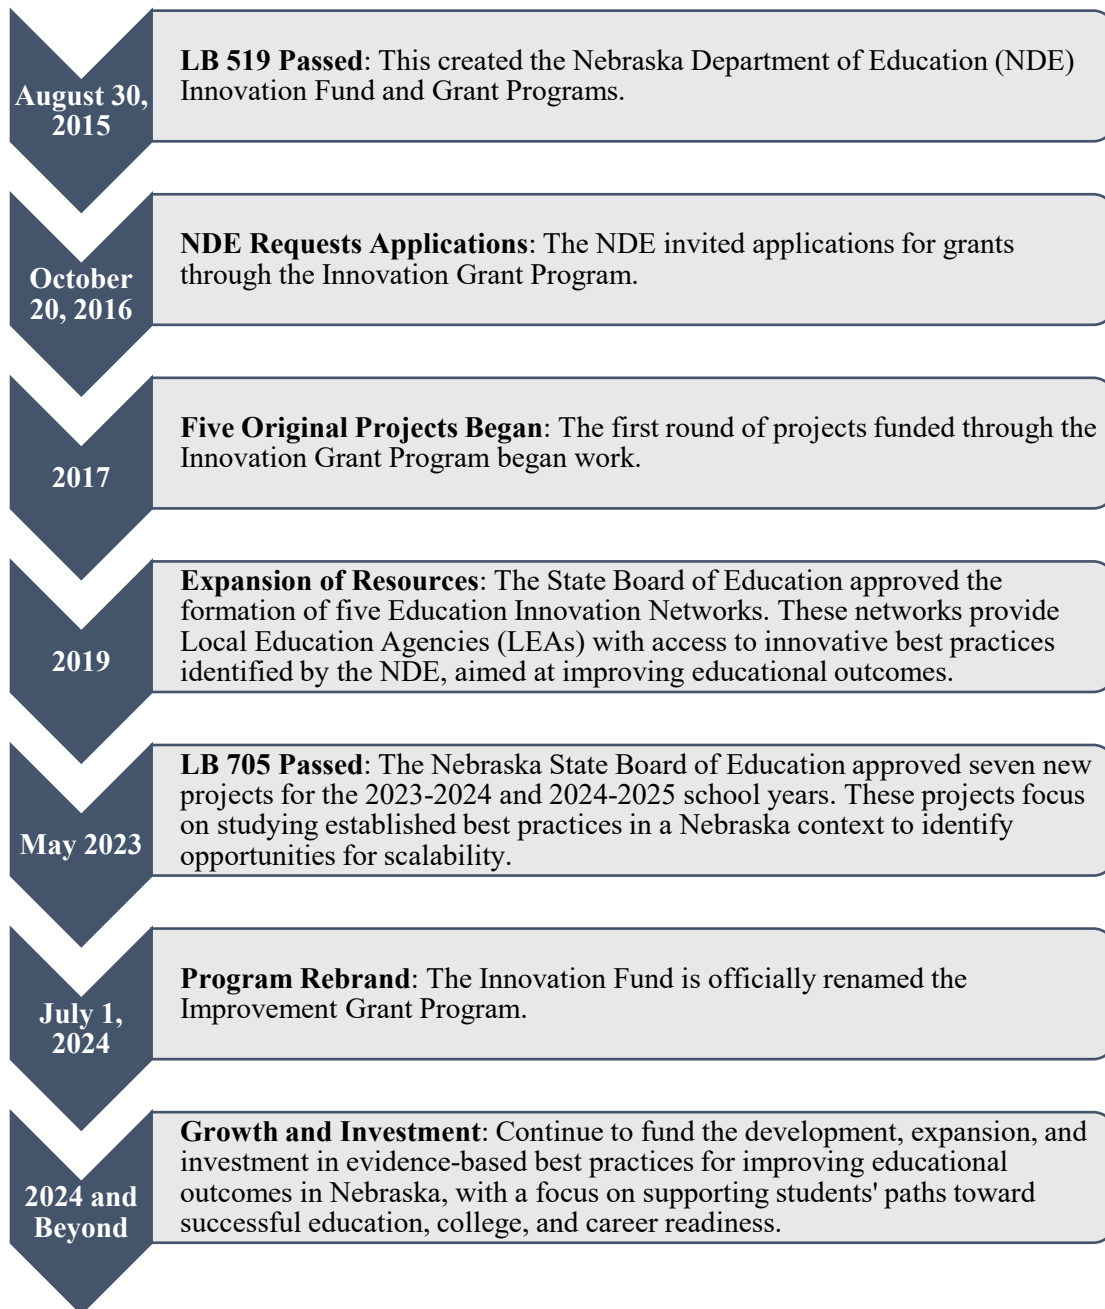 August 30,
2015
LB 519 Passed: This created the Nebraska Department of Education (NDE)
Innovation Fund and Grant Programs.
October
20, 2016
NDE Requests Applications: The NDE invited applications for grants
through the Innovation Grant Program.
2017
Five Original Projects Began: The first round of projects funded through the
Innovation Grant Program began work.
2019
Expansion of Resources: The State Board of Education approved the
formation of five Education Innovation Networks. These networks provide
Local Education Agencies (LEAs) with access to innovative best practices
identified by the NDE, aimed at improving educational outcomes.
May 2023
LB 705 Passed: The Nebraska State Board of Education approved seven new
projects for the 2023-2024 and 2024-2025 school years. These projects focus
on studying established best practices in a Nebraska context to identify
opportunities for scalability.
July 1,
2024
Program Rebrand: The Innovation Fund is officially renamed the
Improvement Grant Program.
2024 and
Beyond
Growth and Investment: Continue to fund the development, expansion, and
investment in evidence-based best practices for improving educational
outcomes in Nebraska, with a focus on supporting students' paths toward
successful education, college, and career readiness.